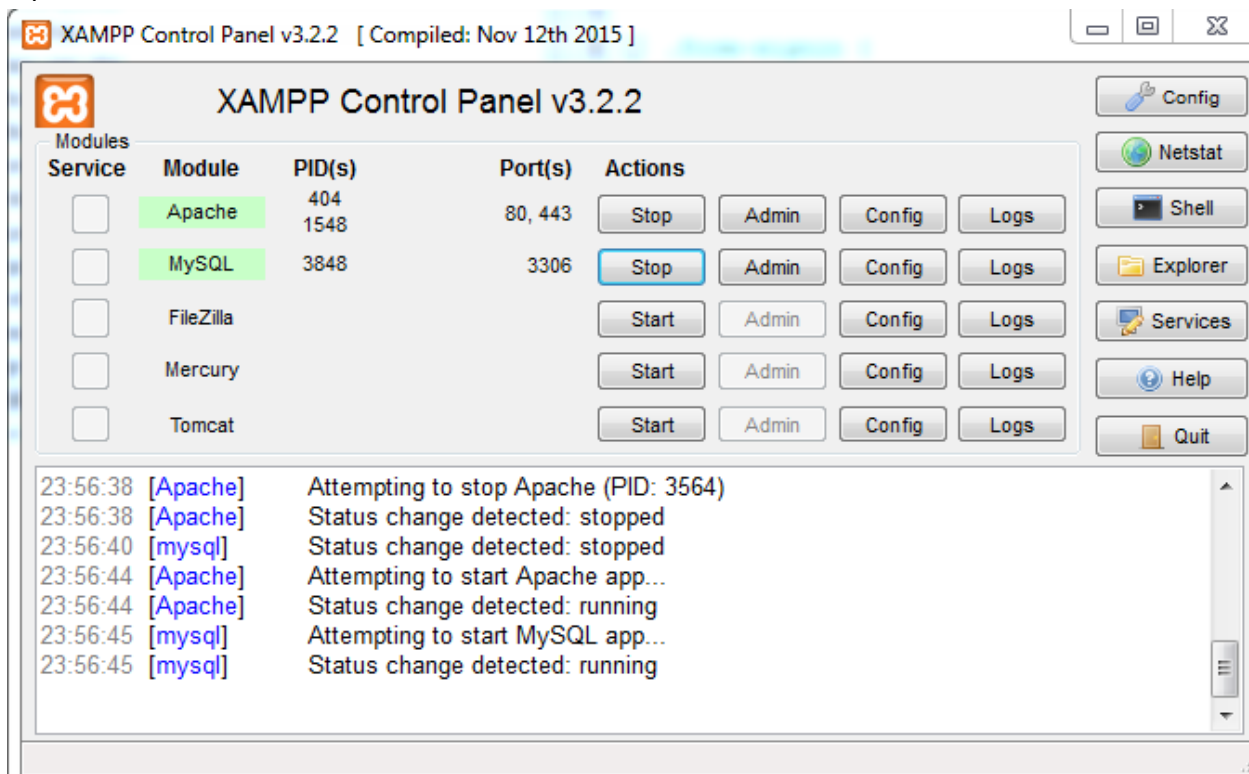 XAMPP Control Panel v3.2.2 [ Compiled: Nov 12th 2015 ]
XAMPP Control Panel v3.2.2
Config
Modules
Netstat
Service Module PID(s) Port(s) Actions
Apache 404 1548 80, 443 Stop Admin Config Logs
Shell
MySQL 3848 3306 Stop Admin Config Logs
Explorer
FileZilla Start Admin Config Logs
Services
Mercury Start Admin Config Logs
Help
Tomcat Start Admin Config Logs
Quit
23:56:38 [Apache] Attempting to stop Apache (PID: 3564)
23:56:38 [Apache] Status change detected: stopped
23:56:40 [mysql] Status change detected: stopped
23:56:44 [Apache] Attempting to start Apache app...
23:56:44 [Apache] Status change detected: running
23:56:45 [mysql] Attempting to start MySQL app...
23:56:45 [mysql] Status change detected: running